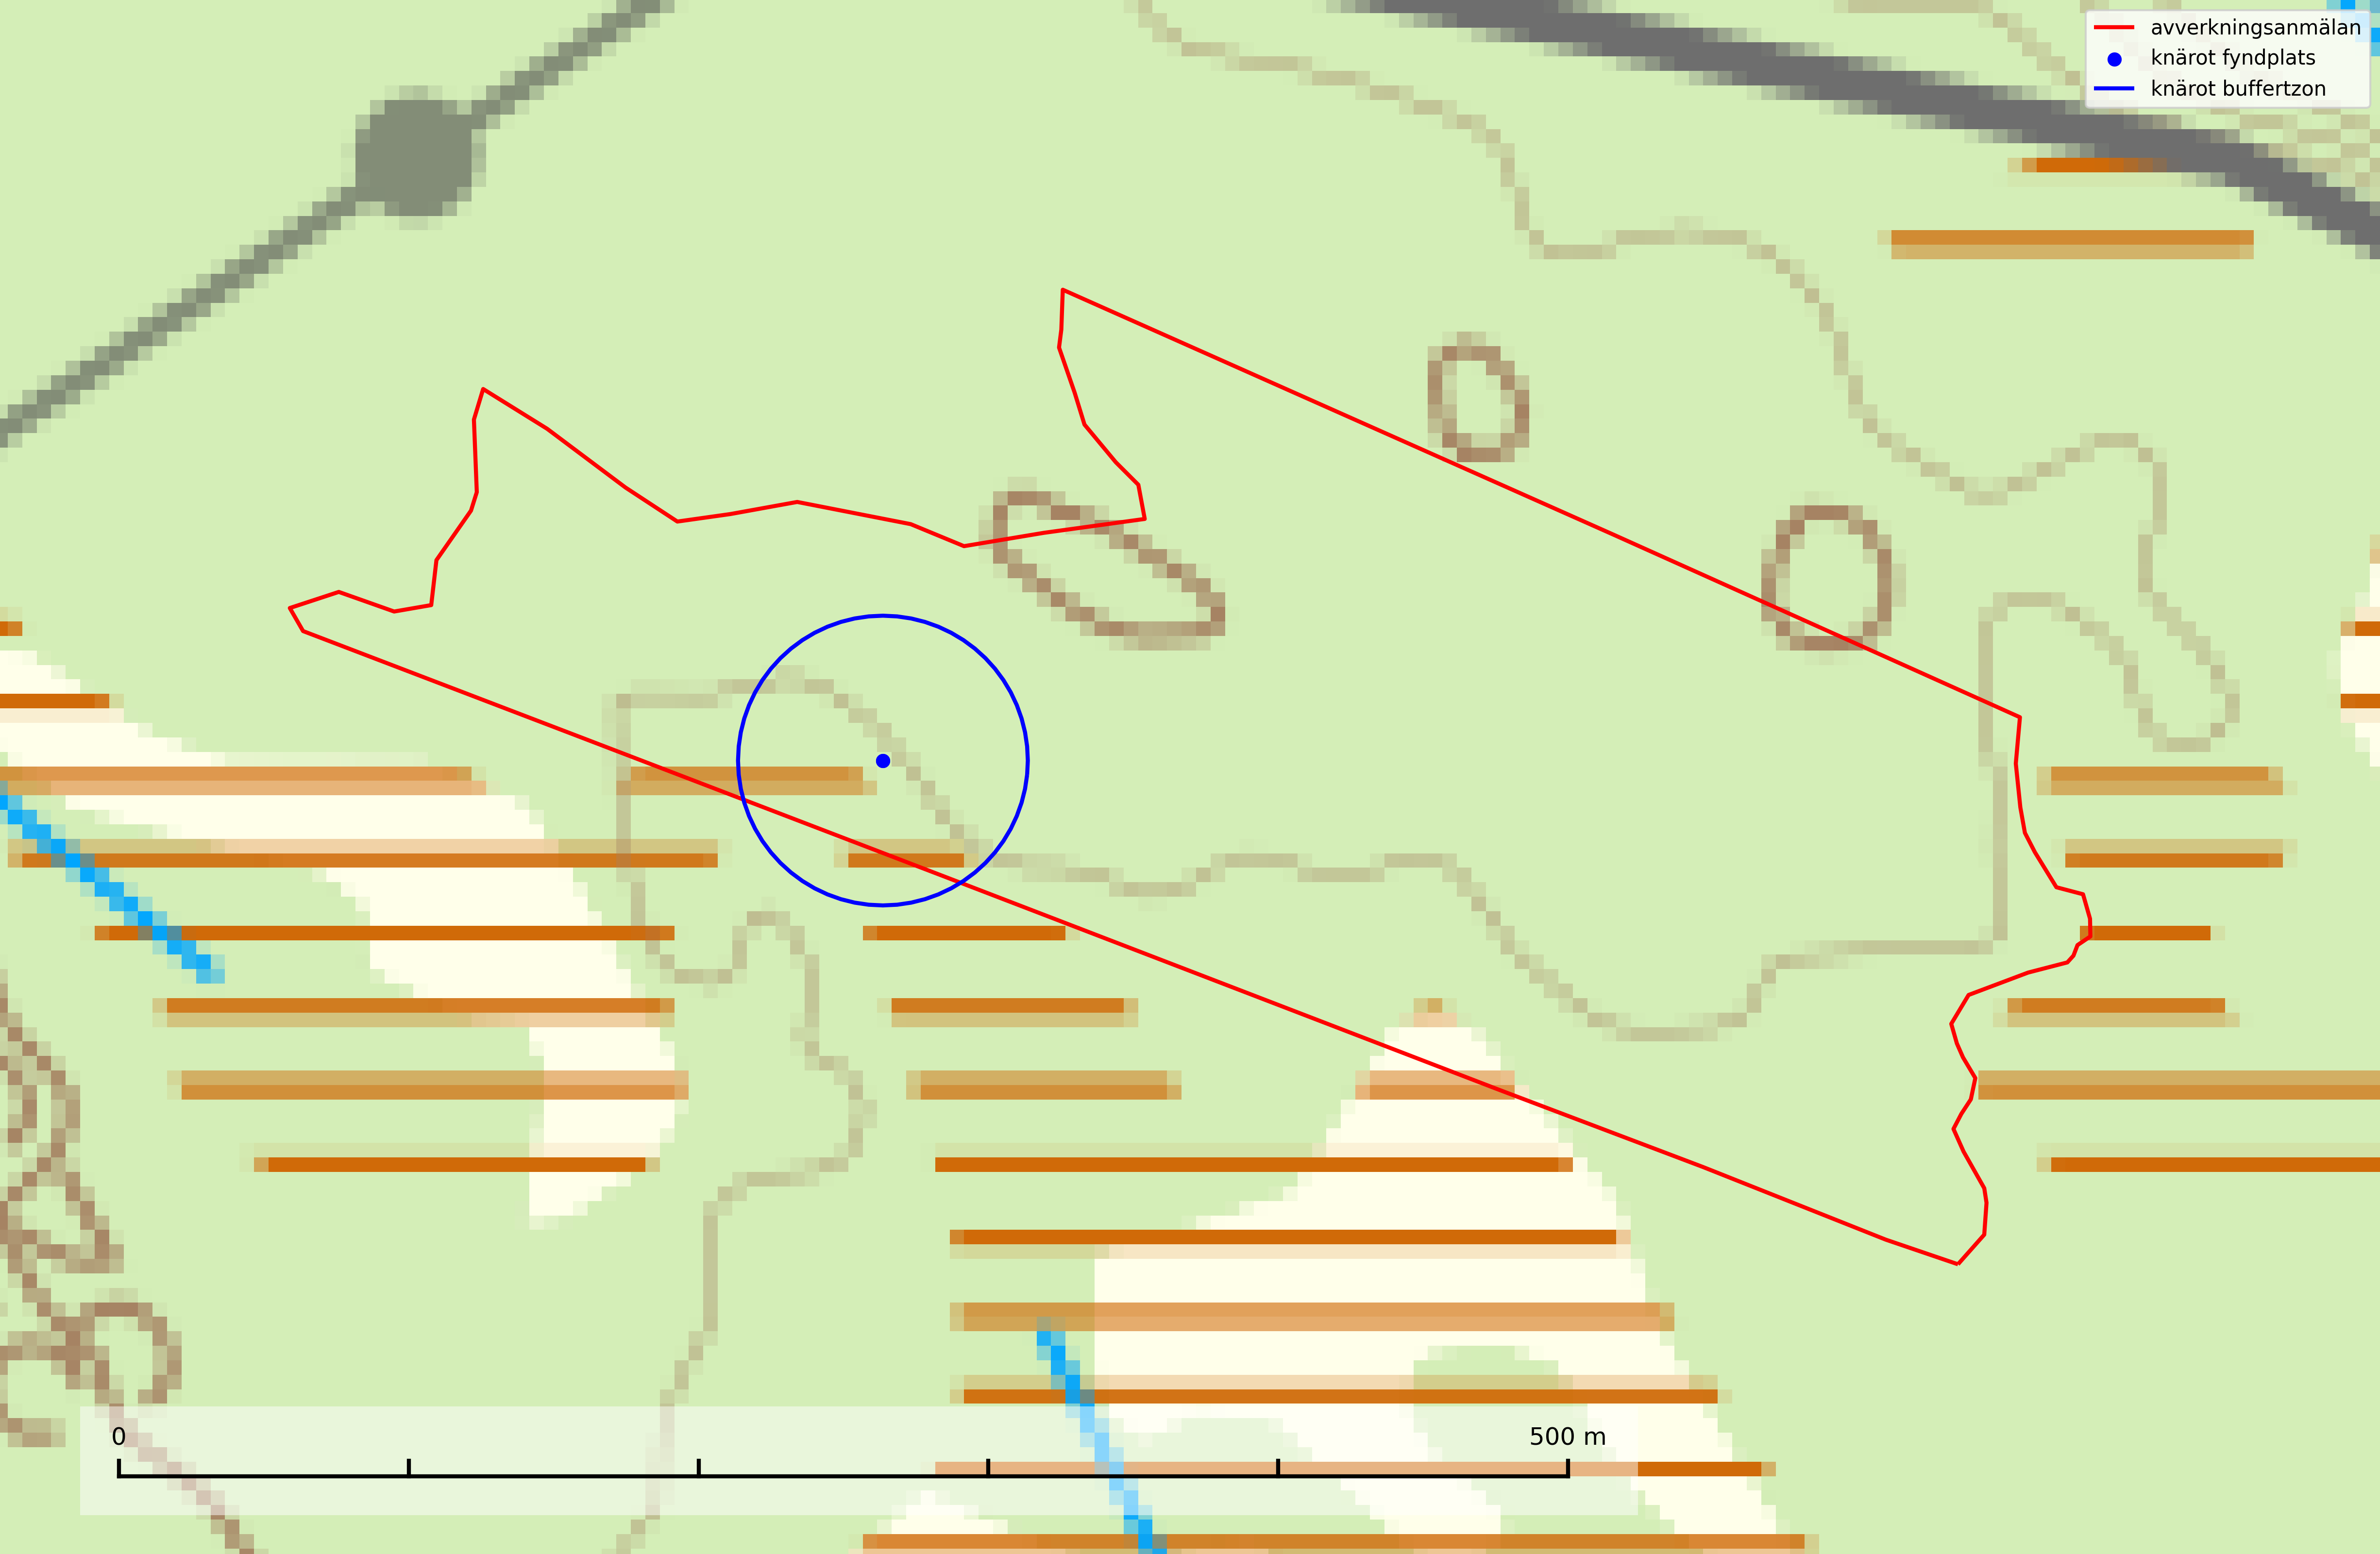 avverkningsanmälan
knärot fyndplats
knärot buffertzon
0
500 m